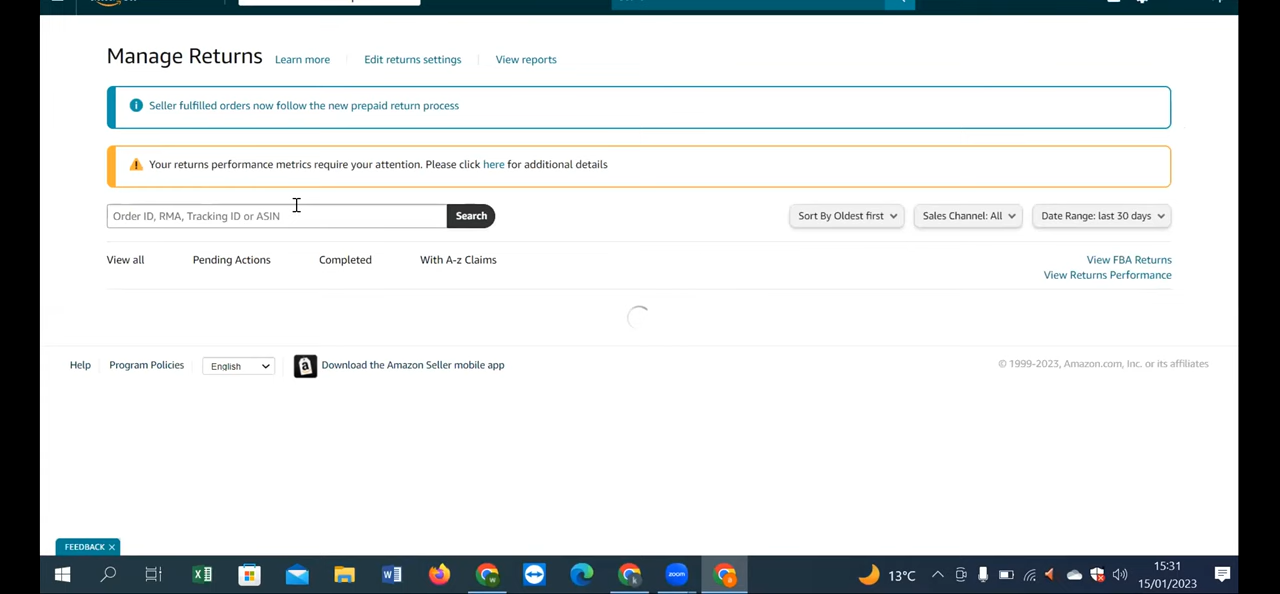 Manage Returns Learn more Edit returns settings View reports
Seller fulfilled orders now follow the new prepaid return process
Your returns performance metrics require your attention. Please click here for additional details
Order ID, RMA, Tracking ID or ASIN Search Sort By Oldest first Sales Channel: All Date Range: last 30 days
View all Pending Actions Completed With A-z Claims View FBA Returns
View Returns Performance
Help Program Policies English a Download the Amazon Seller mobile app © 1999-2023, Amazon.com, Inc. or its affiliates
FEEDBACK ×
zoom 13°C 15:31
15/01/2023